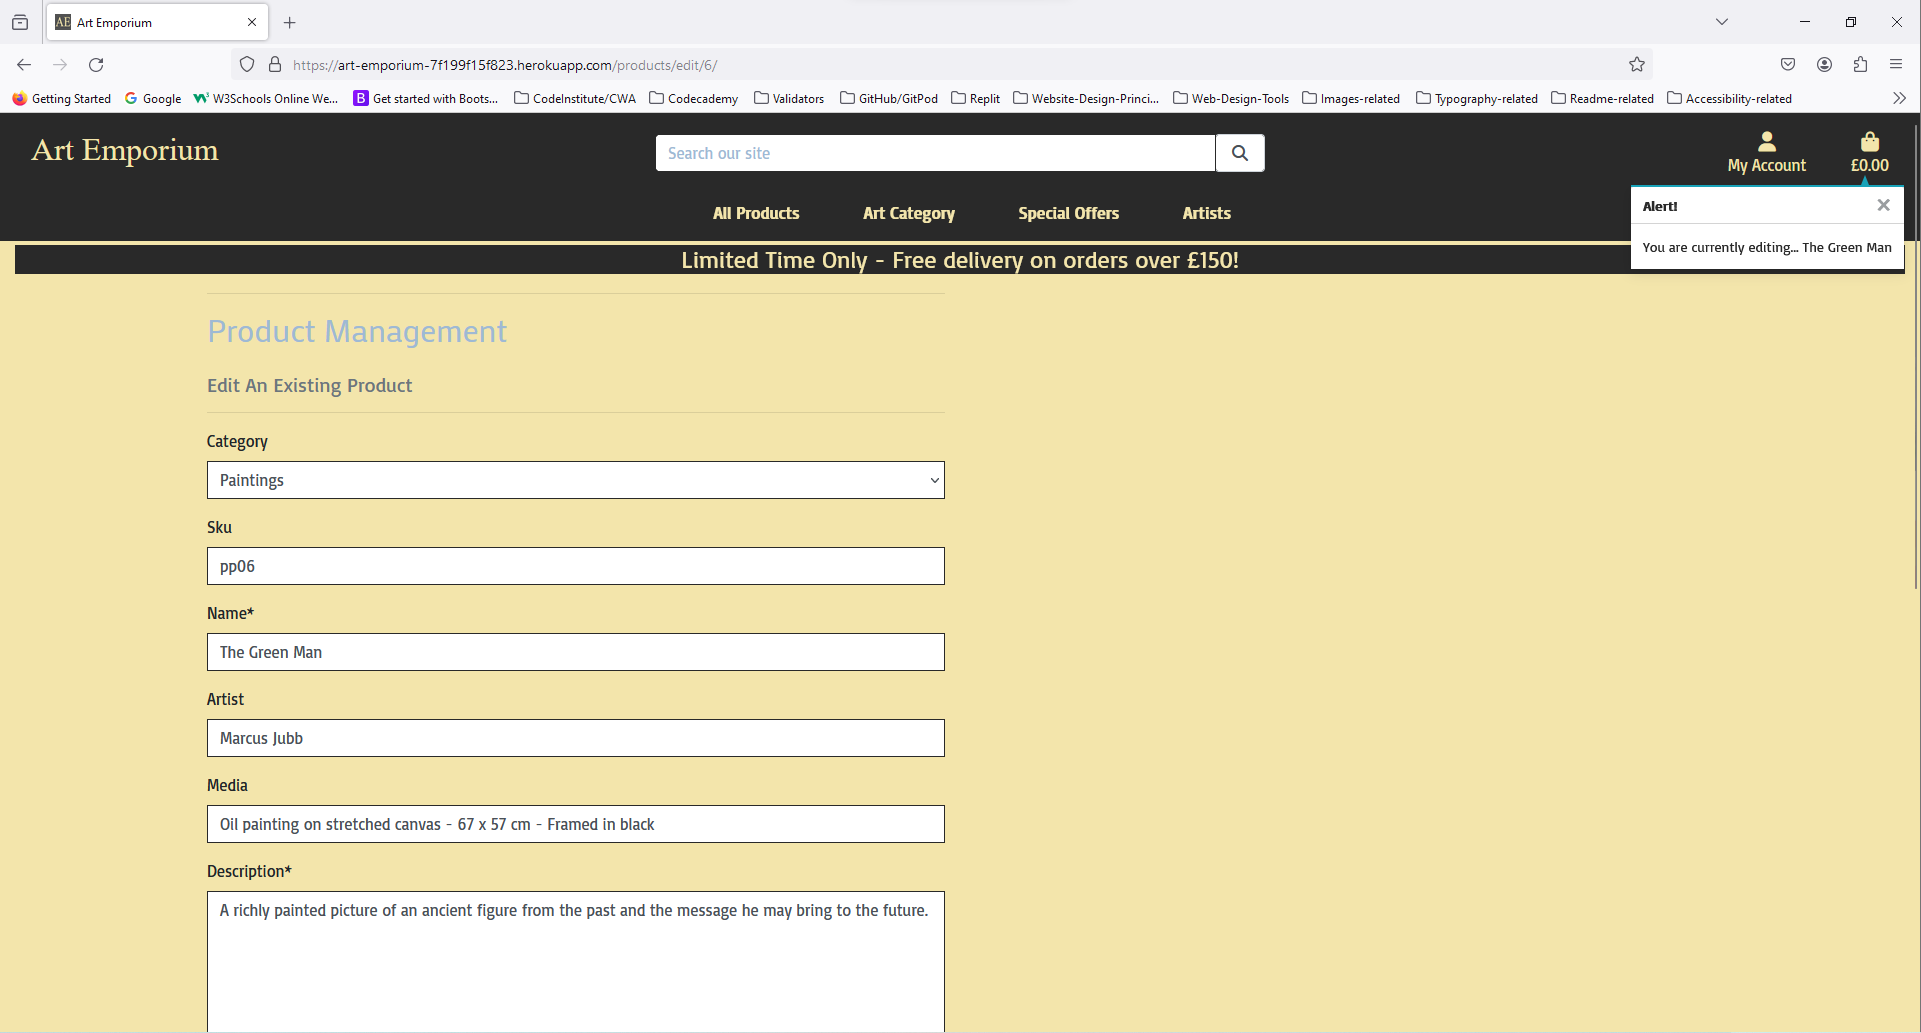 Art Emporium
https://art-emporium-7f199f15f823.herokuapp.com/products/edit/6/
Getting Started
Google
W3Schools Online We...
Get started with Boots...
CodeInstitute/CWA
Codecademy
Validators
GitHub/GitPod
Replit
Website-Design-Princi...
Web-Design-Tools
Images-related
Typography-related
Readme-related
Accessibility-related
Art Emporium
Search our site
My Account
£0.00
All Products
Art Category
Special Offers
Artists
Alert!
You are currently editing... The Green Man
Limited Time Only - Free delivery on orders over £150!
Product Management
Edit An Existing Product
Category
Paintings
Sku
pp06
Name*
The Green Man
Artist
Marcus Jubb
Media
Oil painting on stretched canvas - 67 x 57 cm - Framed in black
Description*
A richly painted picture of an ancient figure from the past and the message he may bring to the future.